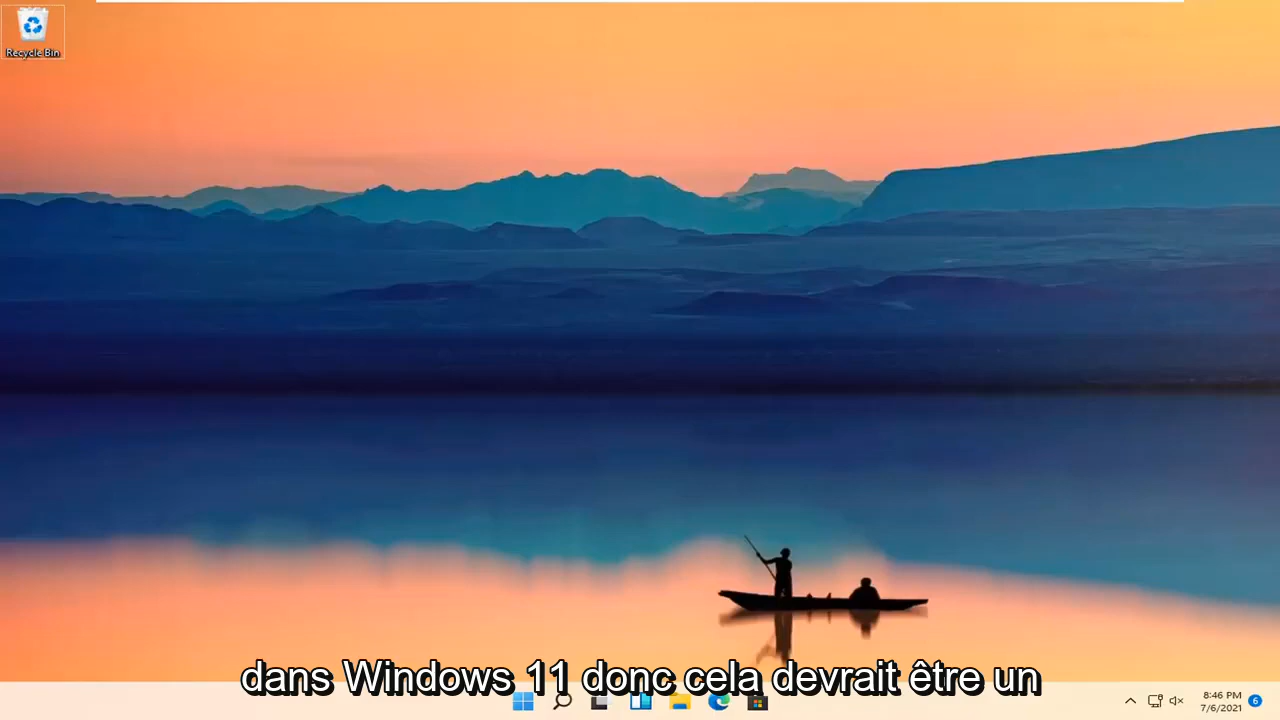 Recycle Bin
dans Windows 11 donc cela devrait être un
8:46 PM
7/6/2021
6